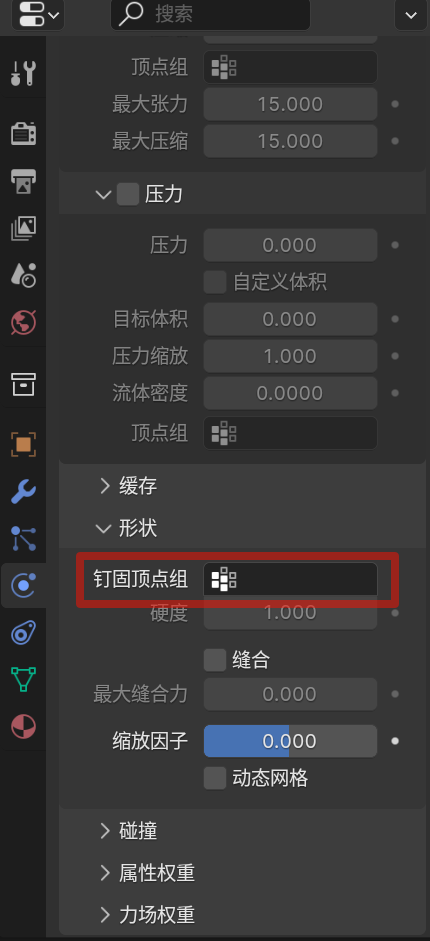 搜索
顶点组
最大张力 15.000
最大压缩 15.000
压力
压力 0.000
自定义体积
目标体积 0.000
压力缩放 1.000
流体密度 0.0000
顶点组
缓存
形状
钉固顶点组
硬度 1.000
缝合
最大缝合力 0.000
缩放因子 0.000
动态网格
碰撞
属性权重
力场权重